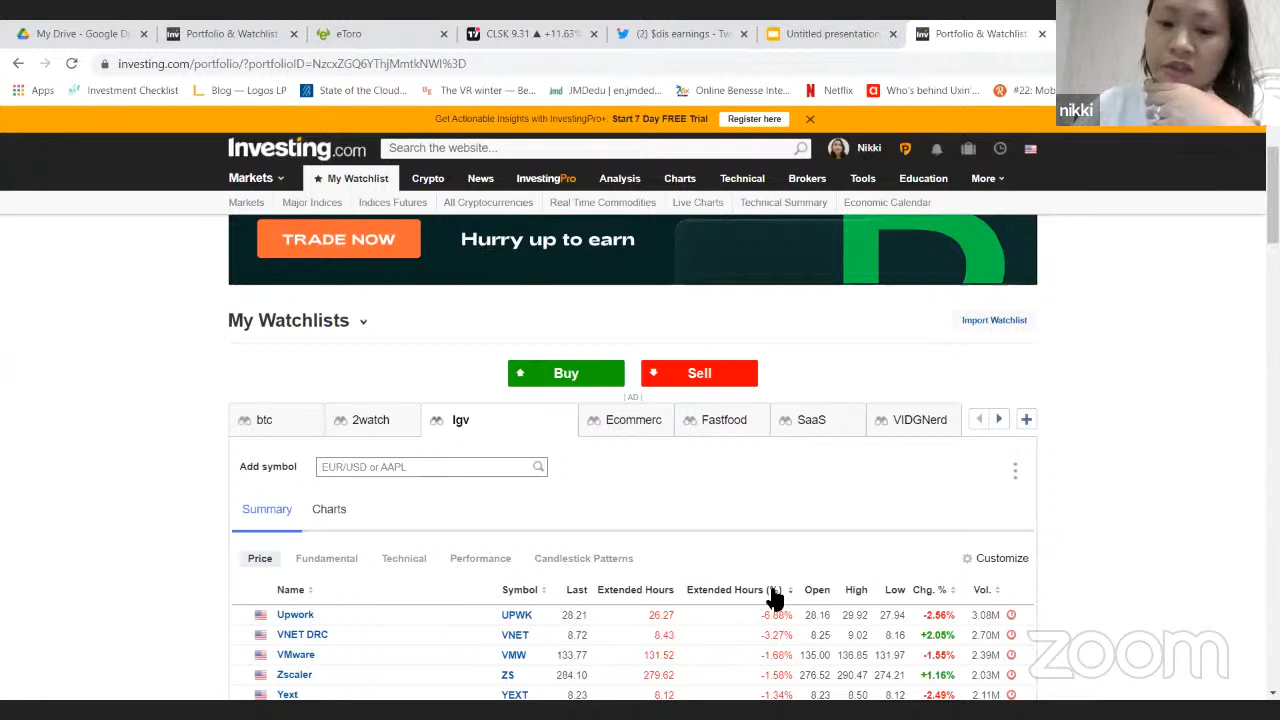 My Drive - Google Dr
Portfolio & Watchlist
eToro
CLSK 9.31 ▲ +11.63%
(2) $dis earnings - Twi
Untitled presentation
Portfolio & Watchlist
investing.com/portfolio/?portfolioID=NzcxZGQ6YThjMmtkNWI%3D
Apps
Investment Checklist
Blog — Logos LP
State of the Cloud...
The VR winter — Be...
JMDedu | en.jmded...
Online Benesse Inte...
Netflix
Who's behind Uxin'...
#22: Mob
nikki
Get Actionable Insights with InvestingPro+: Start 7 Day FREE Trial
Register here
Investing.com
Search the website...
Nikki
Markets
My Watchlist
Crypto
News
InvestingPro
Analysis
Charts
Technical
Brokers
Tools
Education
More
Markets
Major Indices
Indices Futures
All Cryptocurrencies
Real Time Commodities
Live Charts
Technical Summary
Economic Calendar
TRADE NOW
Hurry up to earn
My Watchlists
Import Watchlist
Buy
Sell
( AD )
btc
2watch
Igv
Ecommerc
Fastfood
SaaS
VIDGNerd
Add symbol
EUR/USD or AAPL
Summary
Charts
Price
Fundamental
Technical
Performance
Candlestick Patterns
Customize
Name Symbol Last Extended Hours Extended Hours (%) Open High Low Chg. % Vol.
Upwork UPWK 28.21 26.27 -6.88% 28.16 29.92 27.94 -2.56% 3.08M
VNET DRC VNET 8.72 8.43 -3.27% 8.25 9.02 8.16 +2.05% 2.70M
VMware VMW 133.77 131.52 -1.68% 135.00 136.85 131.97 -1.55% 2.39M
Zscaler ZS 284.10 279.62 -1.58% 276.52 290.47 274.21 +1.16% 2.03M
Yext YEXT 8.23 8.12 -1.34% 8.23 8.50 8.12 -2.49% 2.11M
zoom